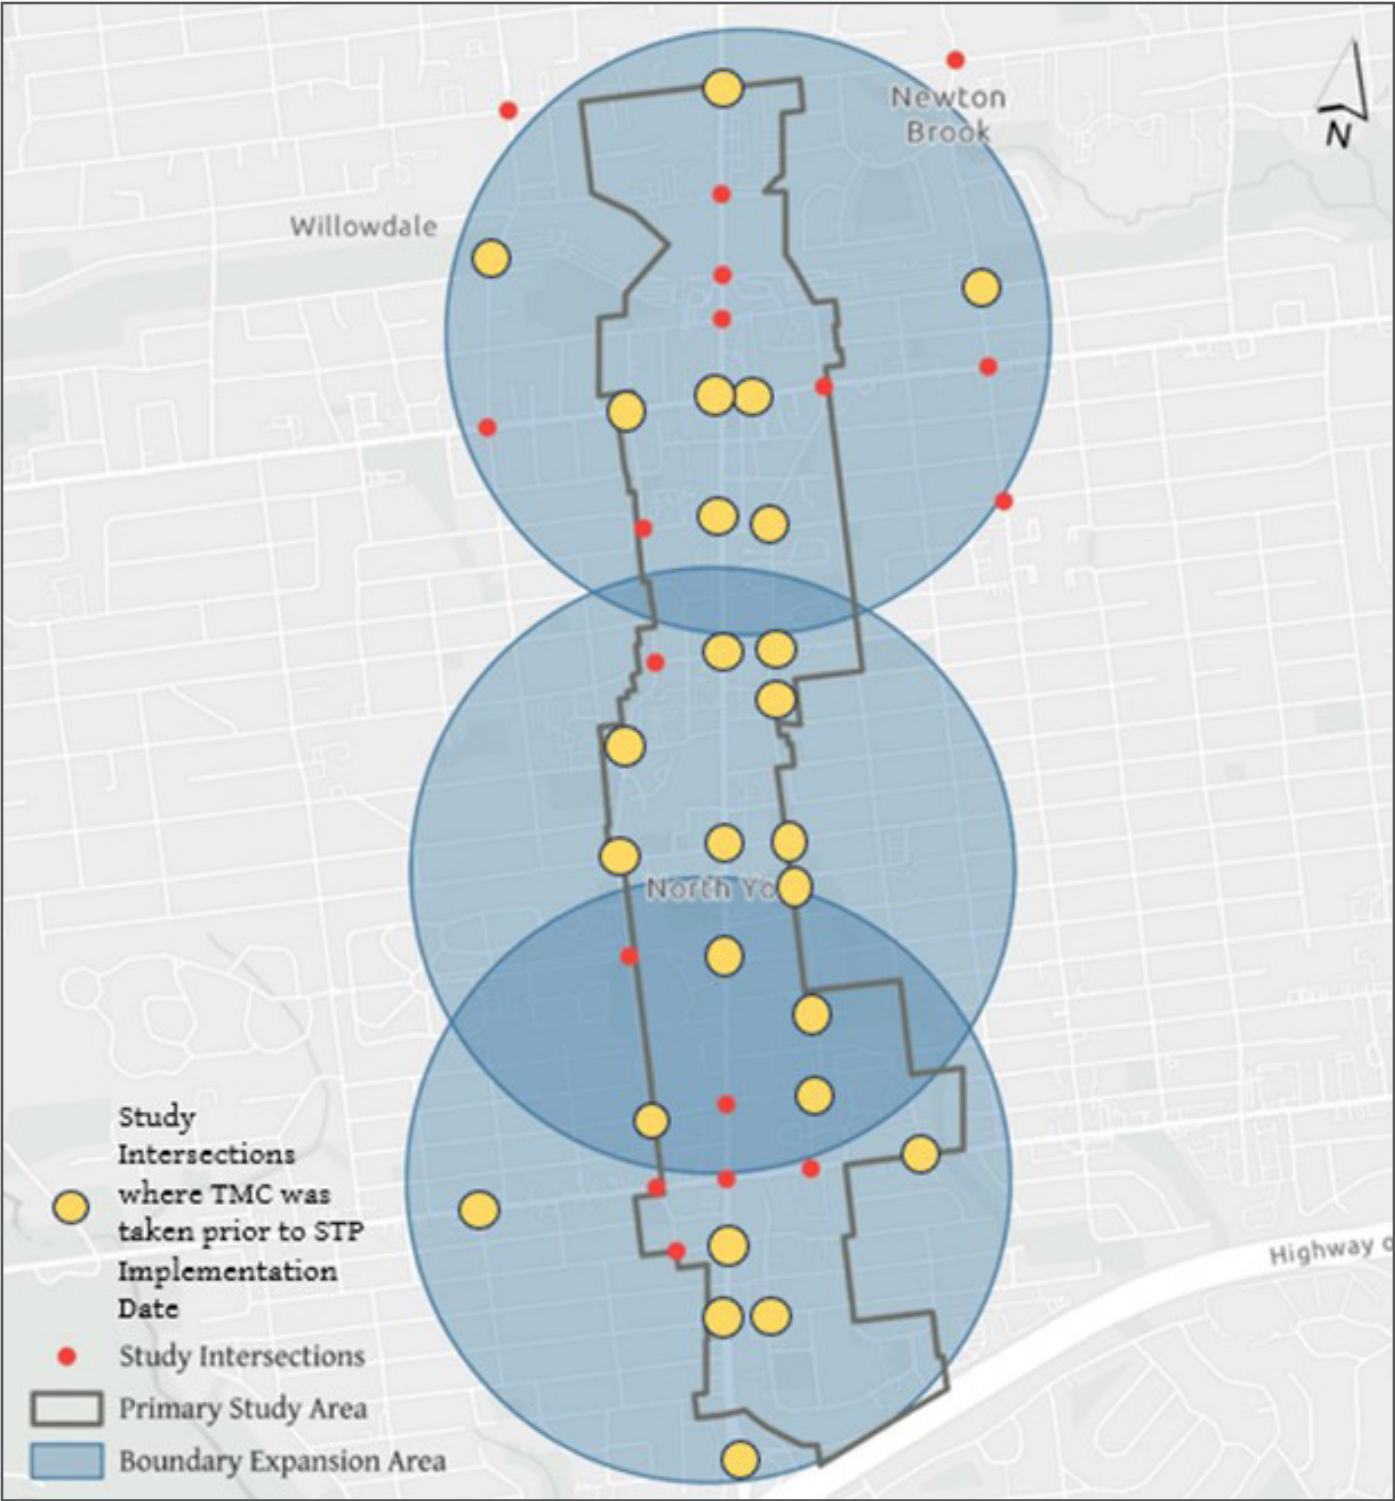 Newton
Brook
N
Willowdale
North Yo
Study
Intersections
where TMC was
taken prior to STP
Implementation
Date
Highway o
Study Intersections
Primary Study Area
Boundary Expansion Area